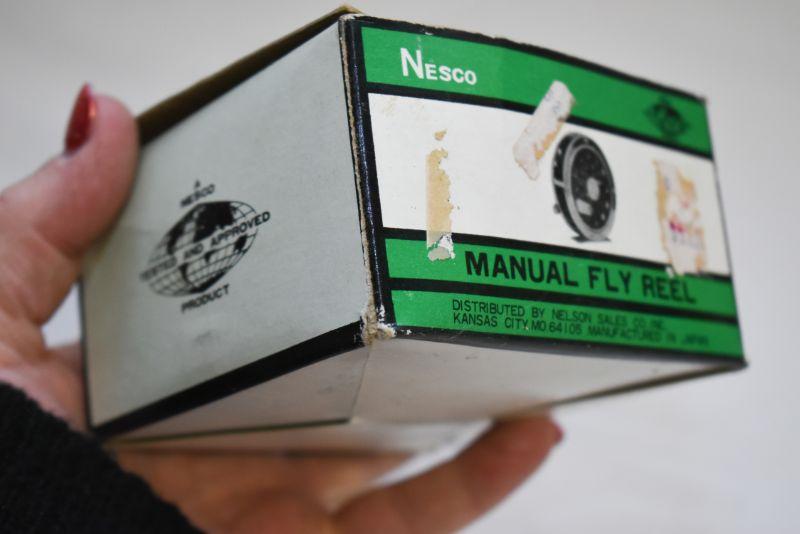 A
NESCO
TESTED AND APPROVED
PRODUCT
NESCO
MANUAL FLY REEL
DISTRIBUTED BY NELSON SALES CO. INC.
KANSAS CITY, MO. 64105 MANUFACTURED IN JAPAN